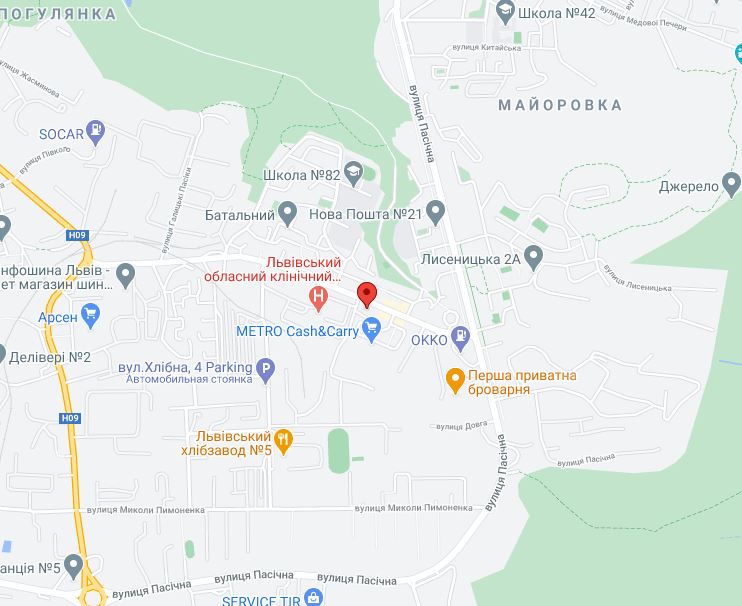 ПОГУЛЯНКА
Школа №42
вулиця Медової Печери
вулиця Китайська
вулиця Жасминова
вулиця Пасічна
МАЙОРОВКА
SOCAR
вулиця Півкого
Школа №82
вулиця Галицькі Пасіки
Джерело
Батальний
Нова Пошта №21
H09
Львівський
обласний клінічний...
Лисеницька 2А
нфошина Львів -
ет магазин шин...
вулиця Лисеницька
Арсен
METRO Cash&Carry
OKKO
Делівері №2
вул.Хлібна, 4 Parking
Автомобильная стоянка
Перша приватна
броварня
H09
Львівський
хлібзавод №5
вулиця Довга
вулиця Пасічна
вулиця Пасічна
вулиця Миколи Пимоненка
вулиця Миколи Пимоненка
анція №5
вулиця Пасічна
вулиця Пасічна
SERVICE TIR